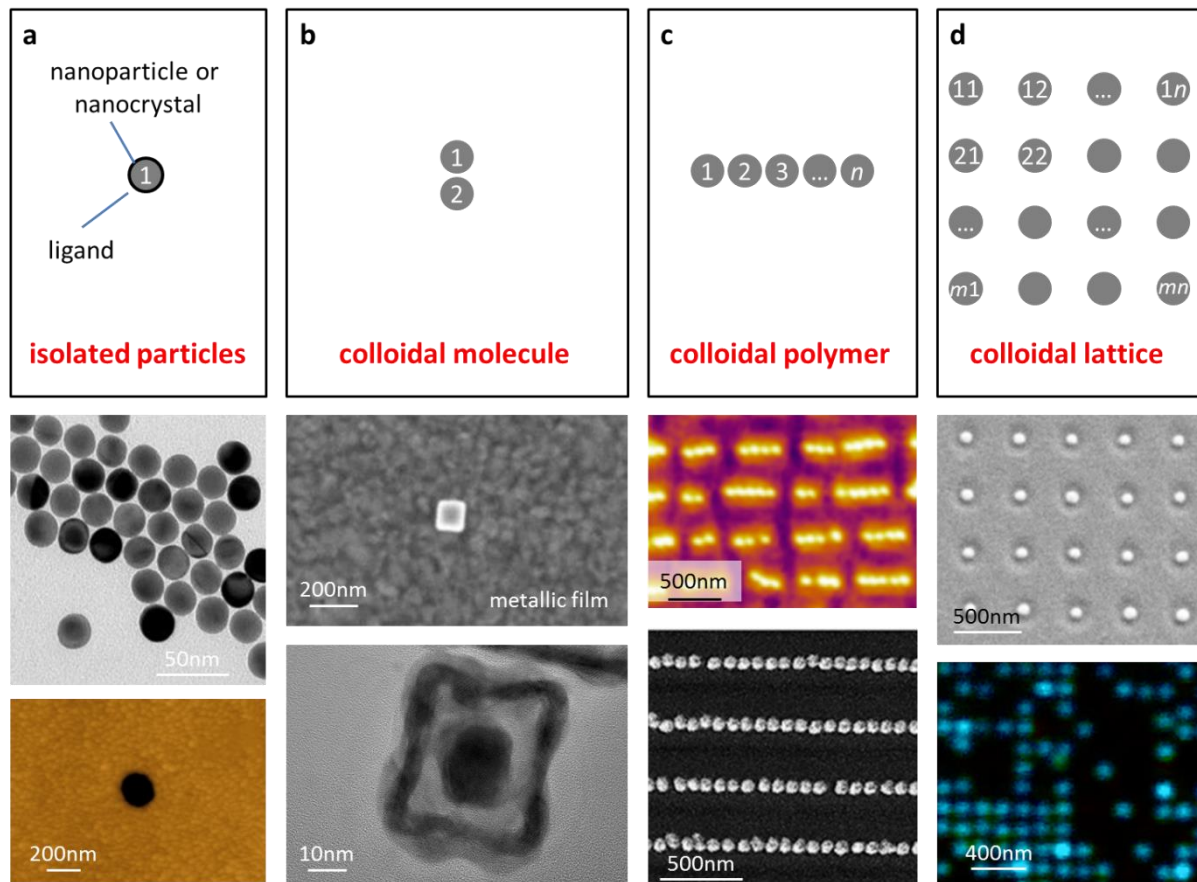 a
nanoparticle or
nanocrystal
1
ligand
isolated particles
50nm
200nm
b
1
2
colloidal molecule
200nm
metallic film
10nm
c
1 2 3 ... n
colloidal polymer
500nm
500nm
d
11 12 ... 1n
21 22
... ...
m1 mn
colloidal lattice
500nm
400nm